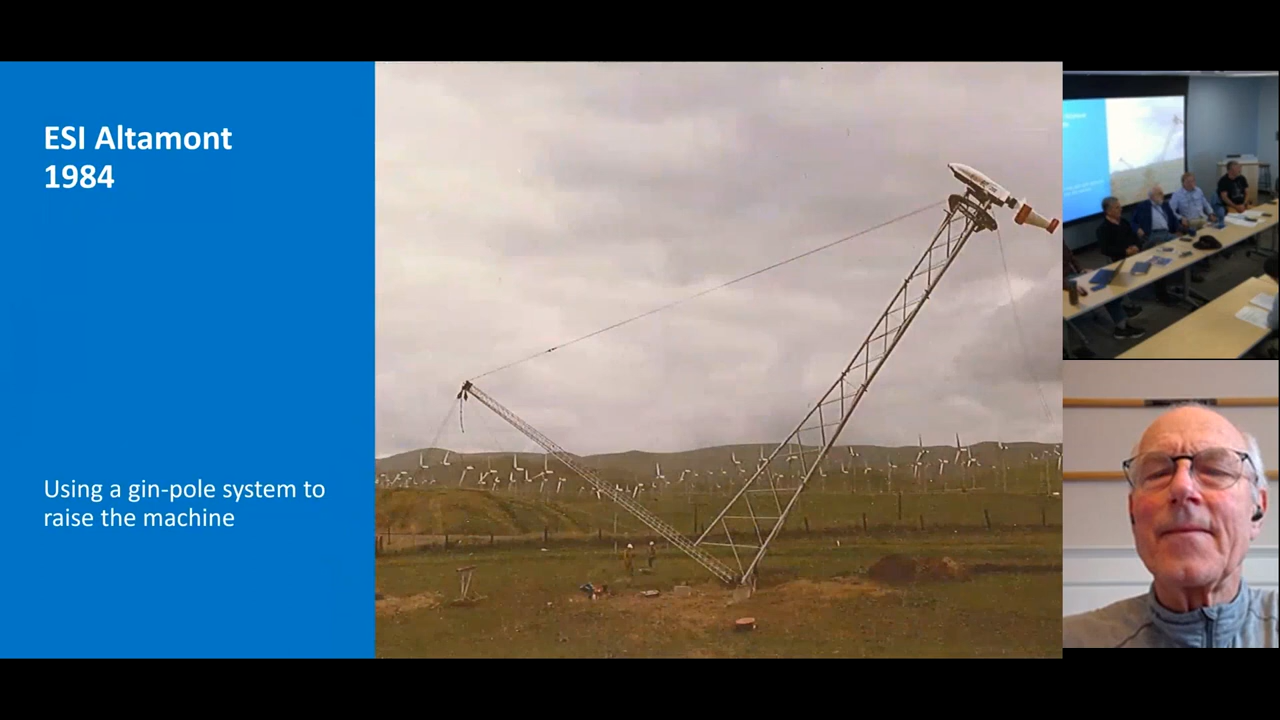 ESI Altamont
1984
Using a gin-pole system to
raise the machine